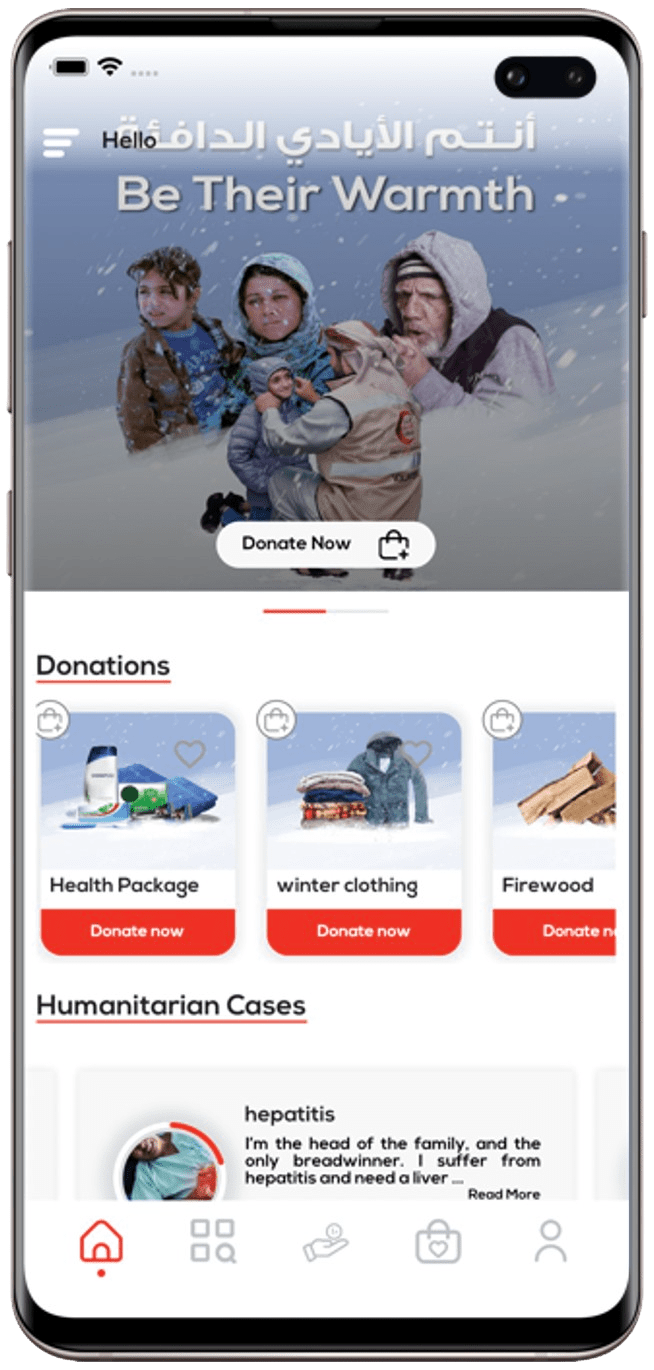 Hello
أنتم الأيادي الدافئة
Be Their Warmth
Donate Now
Donations
Health Package
winter clothing
Firewood
Donate now
Donate now
Donate n
Humanitarian Cases
hepatitis
I'm the head of the family, and the
only breadwinner. I suffer from
hepatitis and need a liver ...
Read More